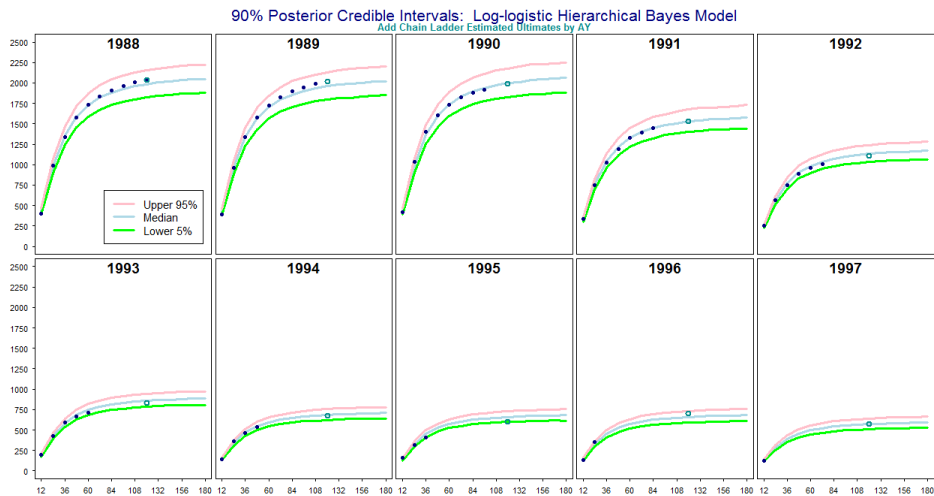 90% Posterior Credible Intervals:  Log-logistic Hierarchical Bayes Model
Add Chain Ladder Estimated Ultimates by AY
1988 1989 1990 1991 1992
2500
2250
2000
1750
1500
1250
1000
750
500
250
0
Upper 95%
Median
Lower 5%
1993 1994 1995 1996 1997
2500
2250
2000
1750
1500
1250
1000
750
500
250
0
12 36 60 84 108 132 156 180 12 36 60 84 108 132 156 180 12 36 60 84 108 132 156 180 12 36 60 84 108 132 156 180 12 36 60 84 108 132 156 180